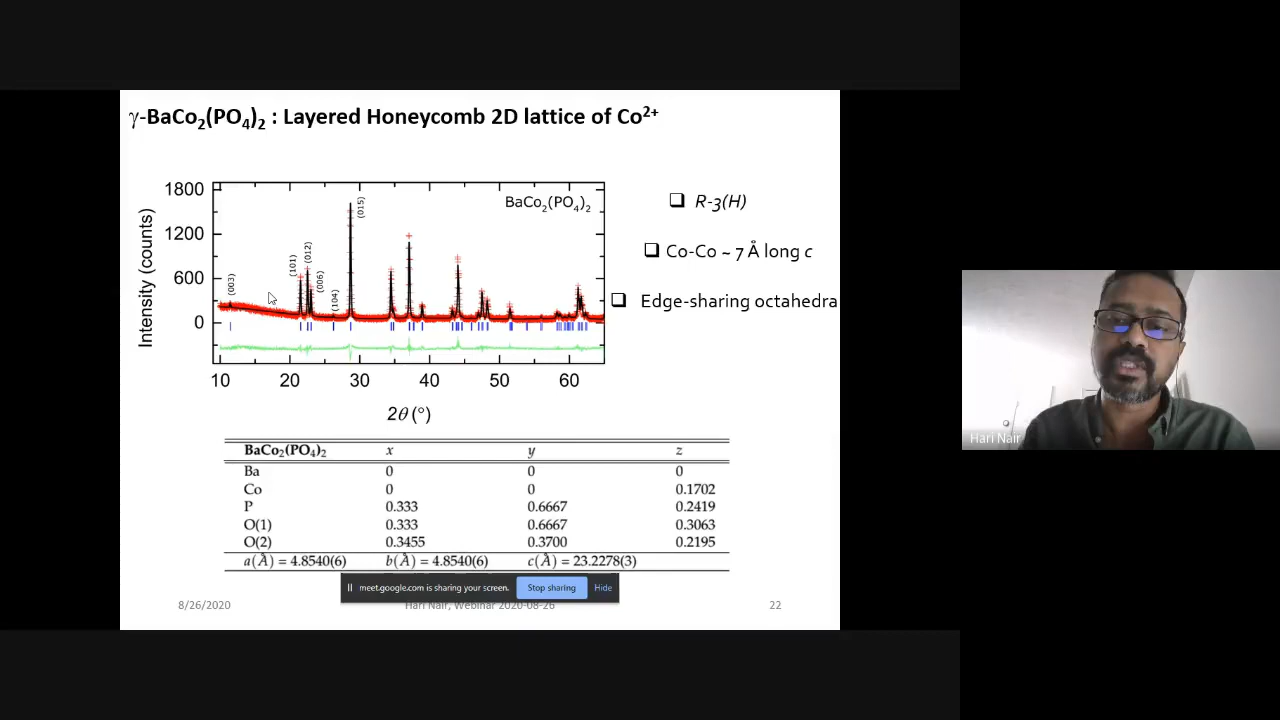 γ-BaCo₂(PO₄)₂ : Layered Honeycomb 2D lattice of Co²⁺
BaCo₂(PO₄)₂
1800
1200
600
0
Intensity (counts)
(003)
(101)
(012)
(006)
(104)
(015)
10 20 30 40 50 60
2θ (°)
R-3(H)
Co-Co ~ 7 Å long c
Edge-sharing octahedra
BaCo₂(PO₄)₂ x y z
Ba 0 0 0
Co 0 0 0.1702
P 0.333 0.6667 0.2419
O(1) 0.333 0.6667 0.3063
O(2) 0.3455 0.3700 0.2195
a(Å) = 4.8540(6) b(Å) = 4.8540(6) c(Å) = 23.2278(3)
meet.google.com is sharing your screen. Stop sharing Hide
8/26/2020 Hari Nair, Webinar 2020-08-26 22
Hari Nair